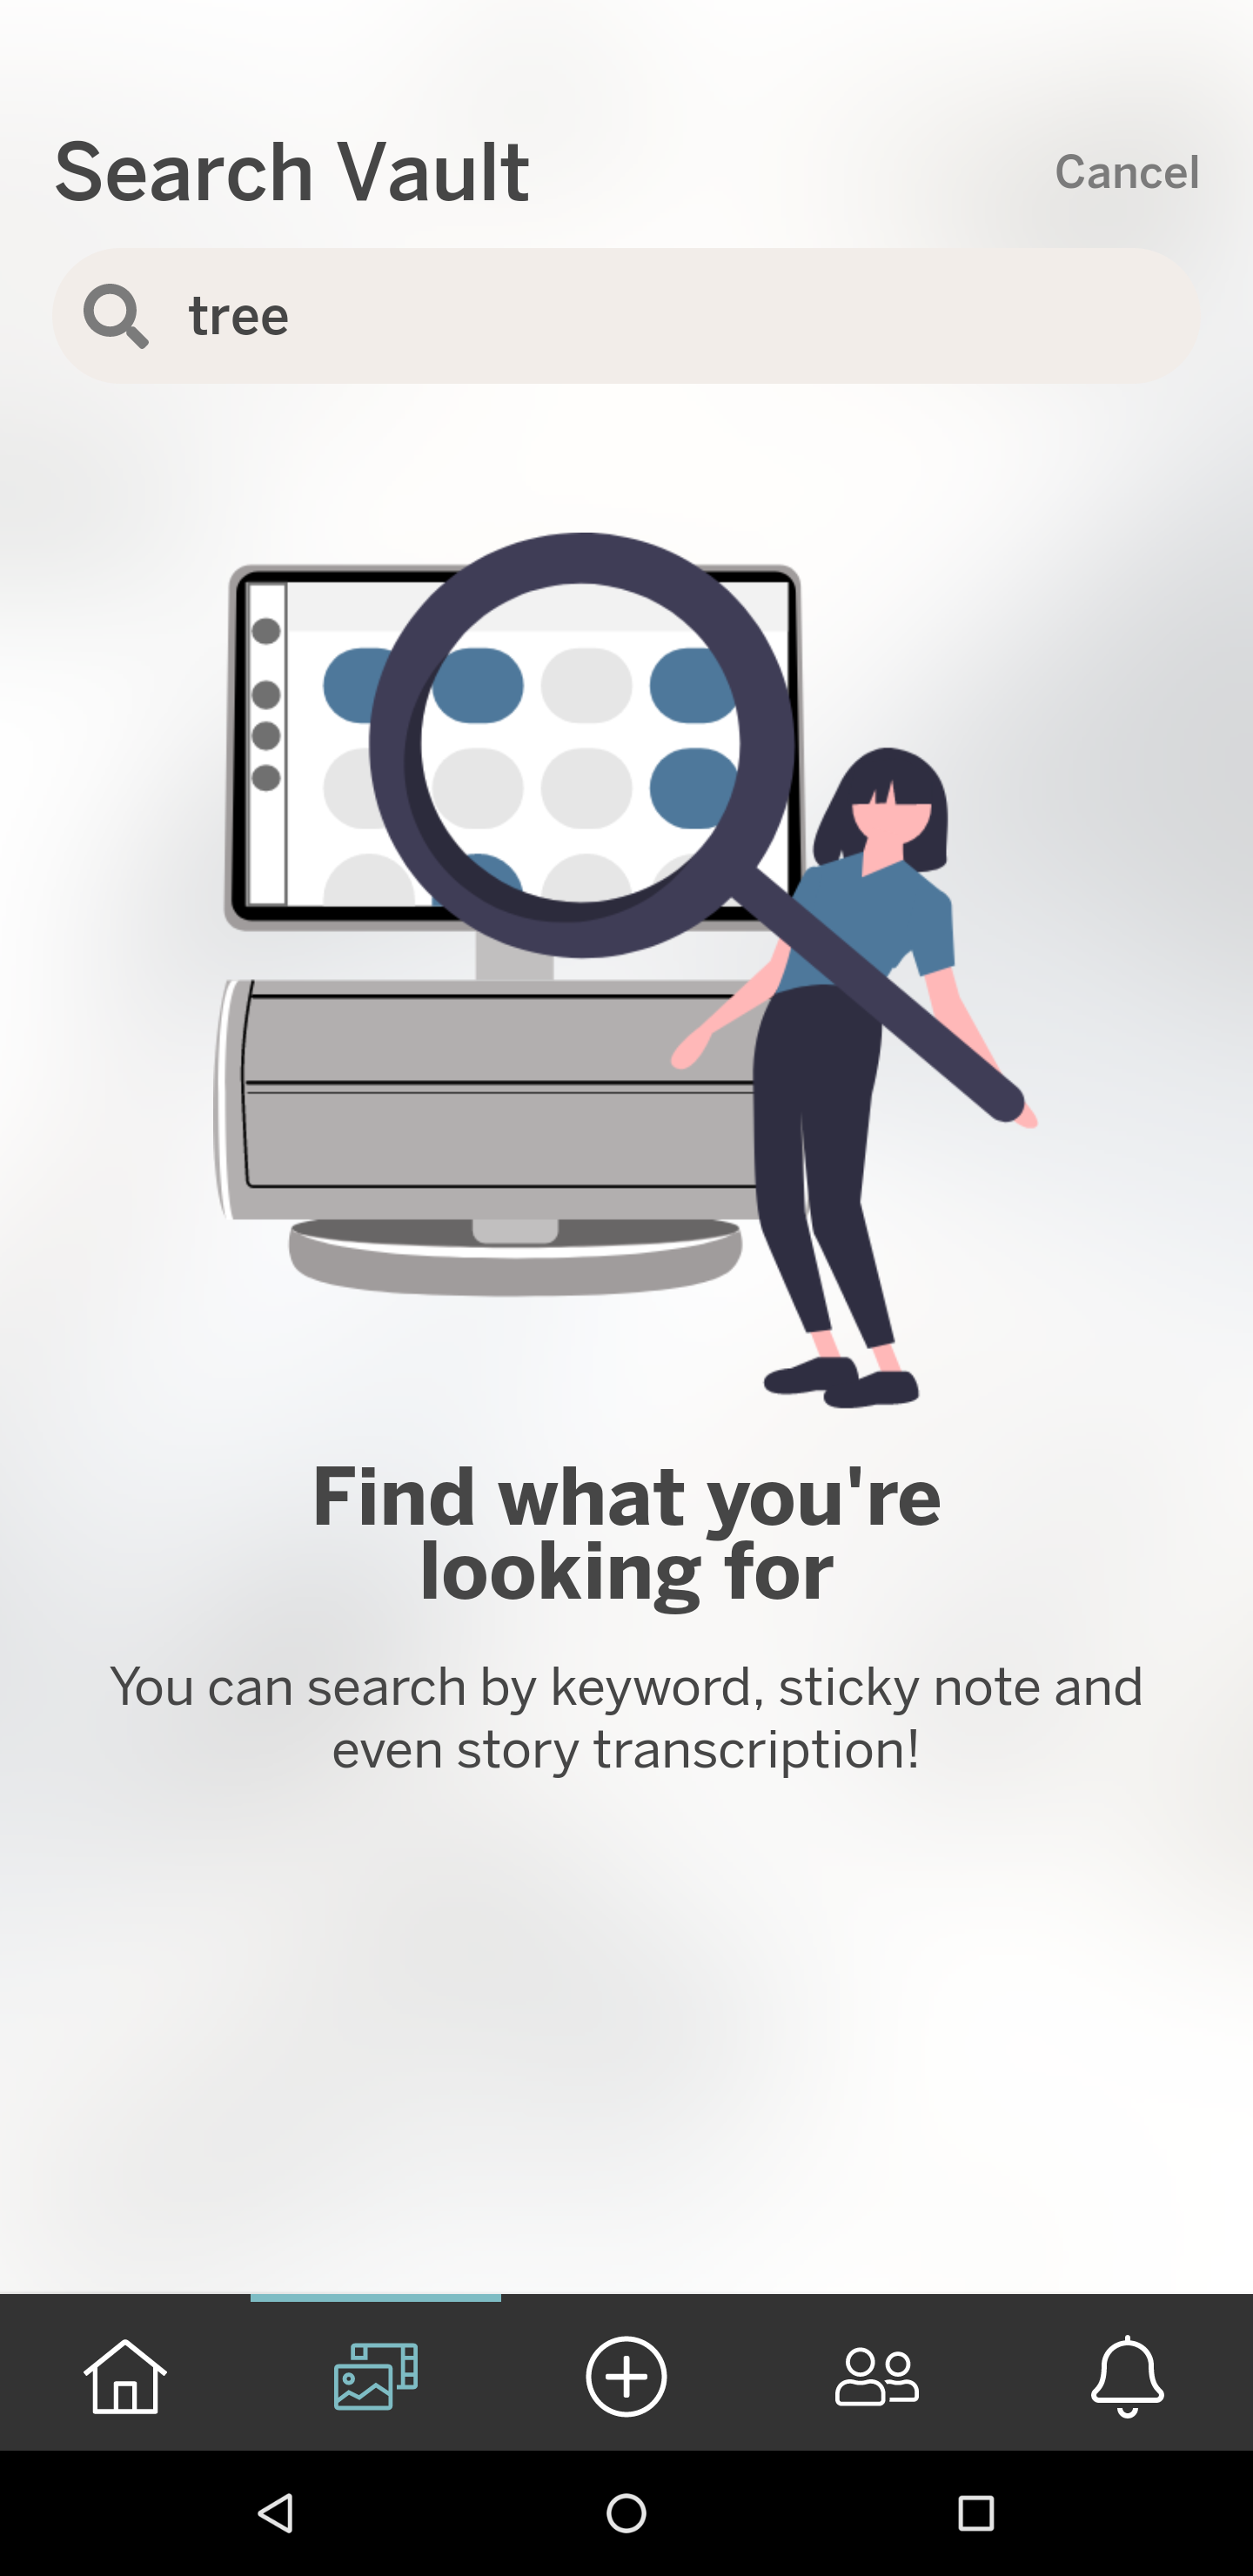 Search Vault
Cancel
tree
Find what you're
looking for
You can search by keyword, sticky note and
even story transcription!